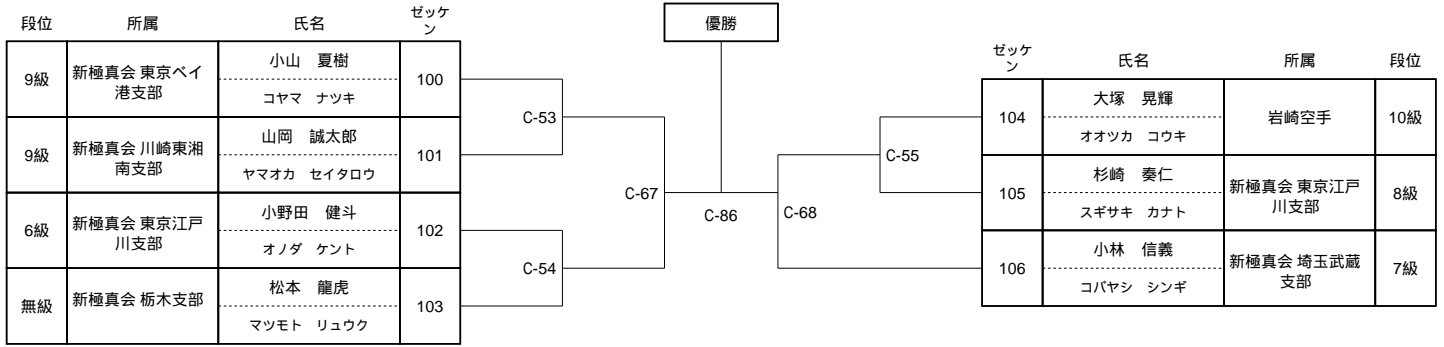 段位 所属 氏名 ゼッケ
ン
優勝
9級 新極真会 東京ベイ
港支部 小山 夏樹
コヤマ ナツキ 100
9級 新極真会 川崎東湘
南支部 山岡 誠太郎
ヤマオカ セイタロウ 101
6級 新極真会 東京江戸
川支部 小野田 健斗
オノダ ケント 102
無級 新極真会 栃木支部 松本 龍虎
マツモト リュウク 103
C-53
C-54
C-67
C-86
C-68
C-55
ゼッケ
ン 氏名 所属 段位
104 大塚 晃輝
オオツカ コウキ 岩崎空手 10級
105 杉崎 奏仁
スギサキ カナト 新極真会 東京江戸
川支部 8級
106 小林 信義
コバヤシ シンギ 新極真会 埼玉武蔵
支部 7級